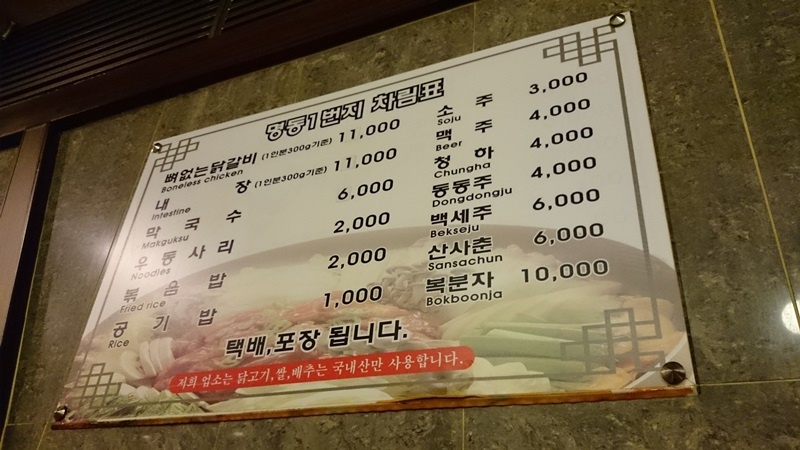 명동1번지 차림표
뼈없는닭갈비 (1인분300g기준) 11,000
Boneless chicken
내장 (1인분300g기준) 11,000
Intestine
막국수 6,000
Makguksu
우동사리 2,000
Noodles
볶음밥 2,000
Fried rice
공기밥 1,000
Rice
소주 3,000
Soju
맥주 4,000
Beer
청하 4,000
Chungha
동동주 4,000
Dongdongju
백세주 6,000
Bekseju
산사춘 6,000
Sansachun
복분자 10,000
Bokboonja
택배,포장 됩니다.
저희 업소는 닭고기,쌀,배추는 국내산만 사용합니다.